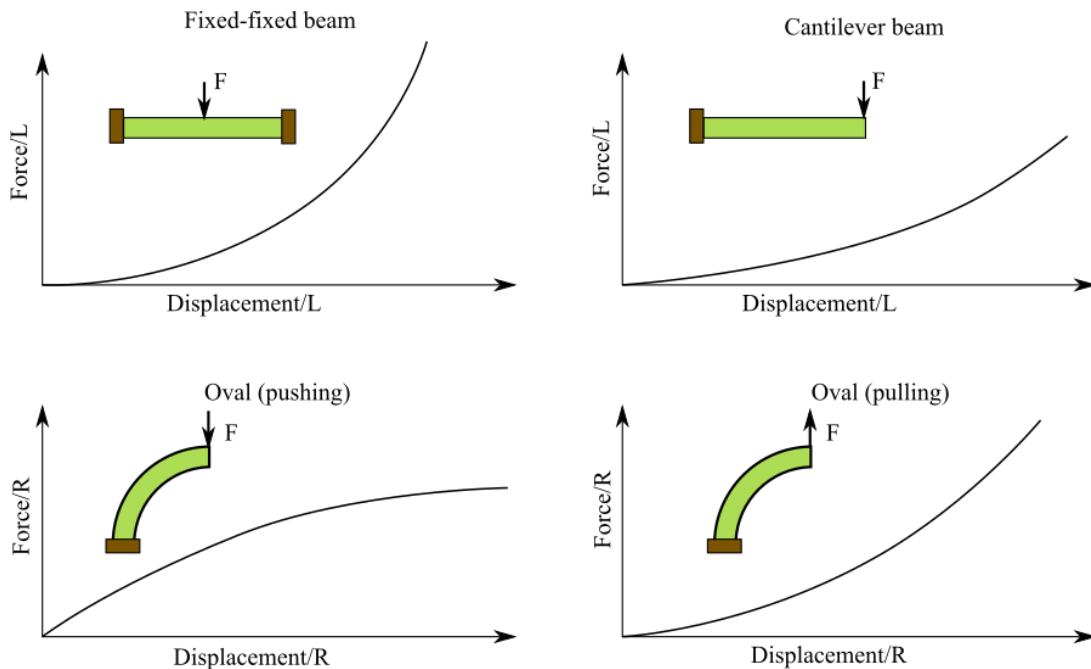 Fixed-fixed beam
F
Force/L
Displacement/L
Cantilever beam
F
Force/L
Displacement/L
Oval (pushing)
F
Force/R
Displacement/R
Oval (pulling)
F
Force/R
Displacement/R